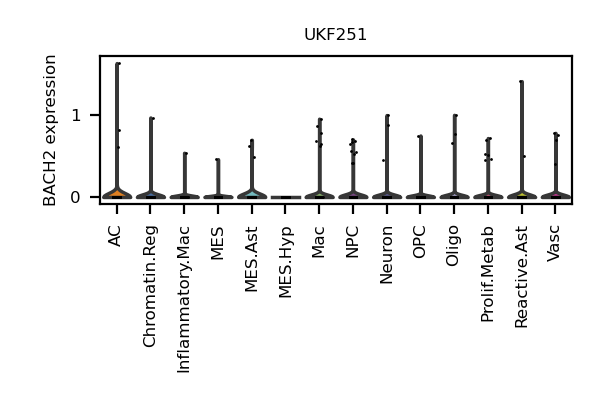 UKF251
BACH2 expression
1
0
AC
Chromatin.Reg
Inflammatory.Mac
MES
MES.Ast
MES.Hyp
Mac
NPC
Neuron
OPC
Oligo
Prolif.Metab
Reactive.Ast
Vasc